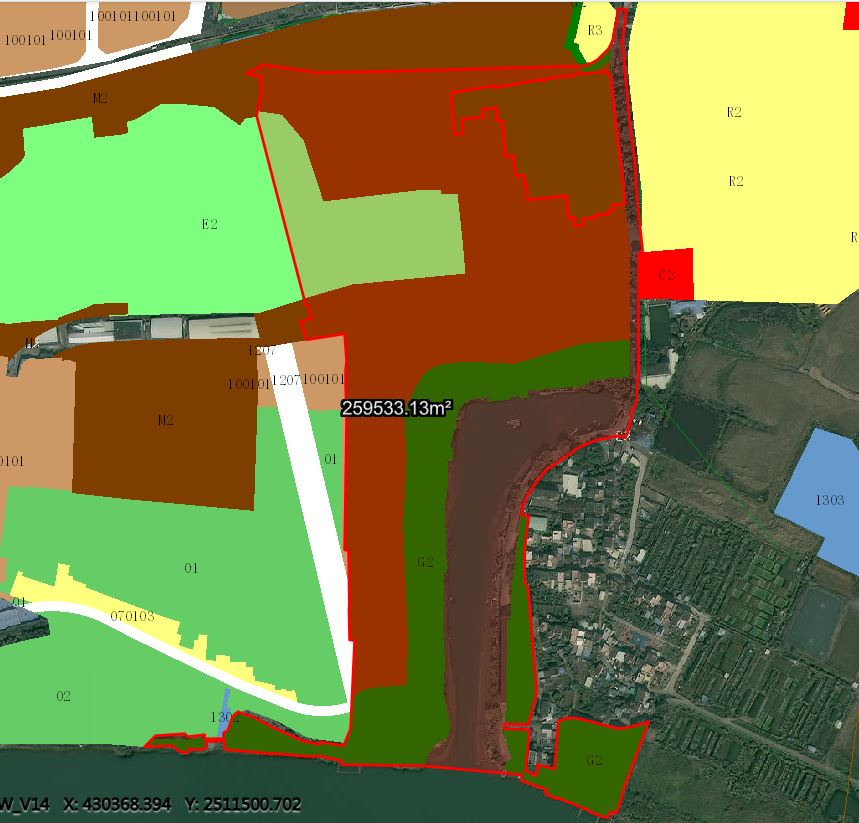 100101100101
100101 100101
R3
M2
R2
R2
E2
R
C2
1207
100101 1207100101
259533.13m²
M2
01
0101
1303
G2
01
01
070103
02
1302
G2
W_V14 X: 430368.394 Y: 2511500.702